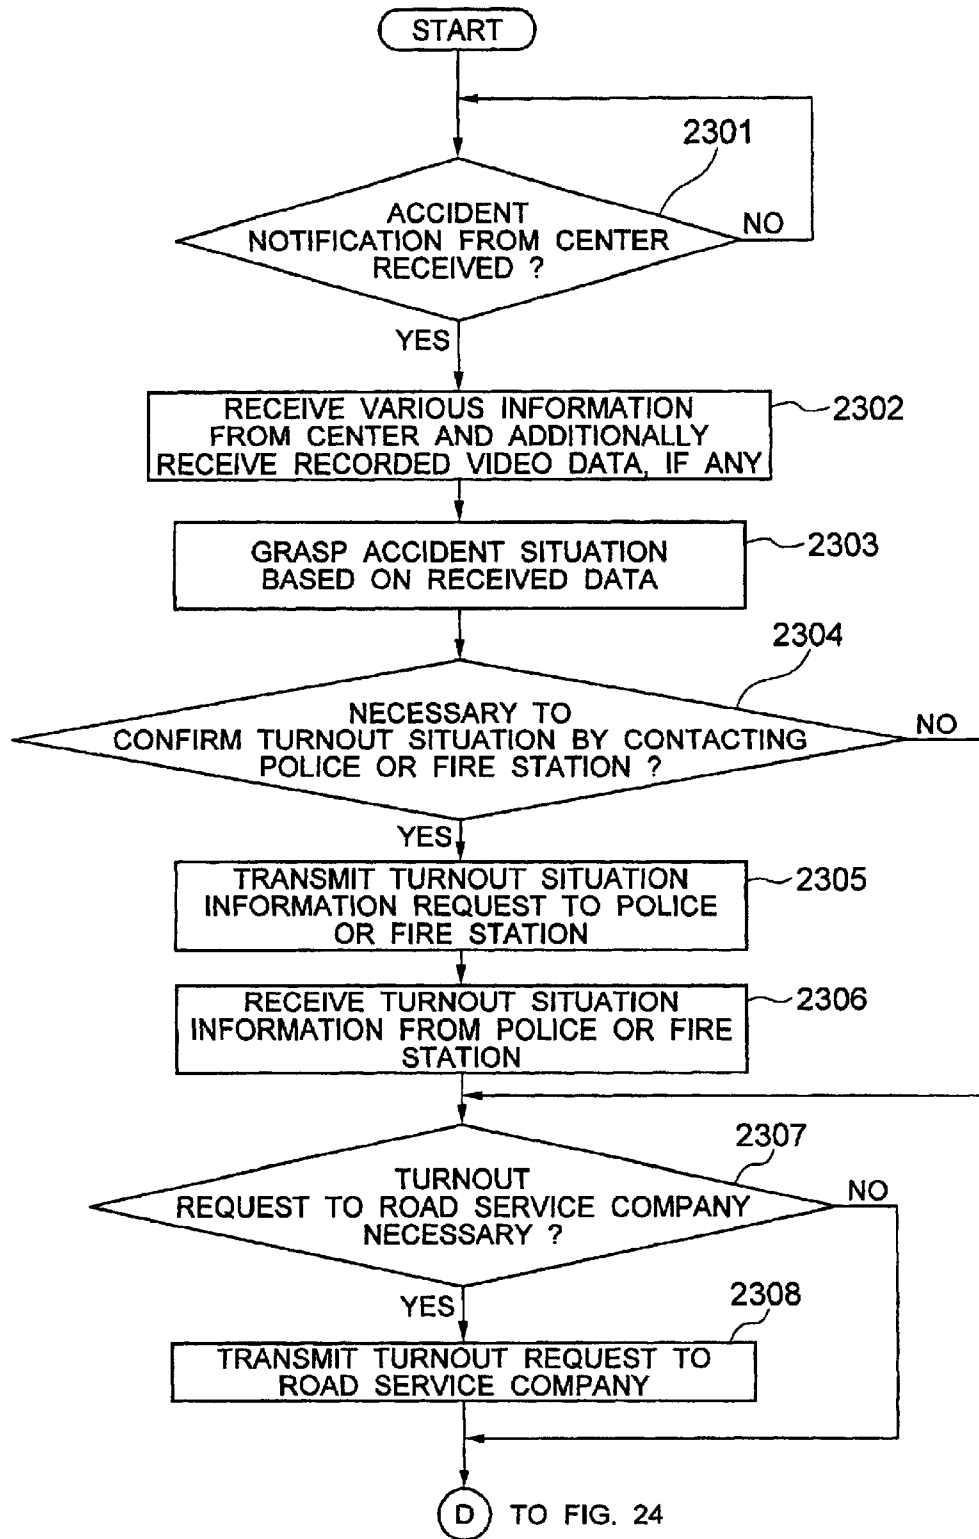 START
2301
ACCIDENT
NOTIFICATION FROM CENTER
RECEIVED ?
NO
YES
RECEIVE VARIOUS INFORMATION
FROM CENTER AND ADDITIONALLY
RECEIVE RECORDED VIDEO DATA, IF ANY
2302
GRASP ACCIDENT SITUATION
BASED ON RECEIVED DATA
2303
2304
NECESSARY TO
CONFIRM TURNOUT SITUATION BY CONTACTING
POLICE OR FIRE STATION ?
NO
YES
TRANSMIT TURNOUT SITUATION
INFORMATION REQUEST TO POLICE
OR FIRE STATION
2305
RECEIVE TURNOUT SITUATION
INFORMATION FROM POLICE OR FIRE
STATION
2306
2307
TURNOUT
REQUEST TO ROAD SERVICE COMPANY
NECESSARY ?
NO
YES
2308
TRANSMIT TURNOUT REQUEST TO
ROAD SERVICE COMPANY
D TO FIG. 24